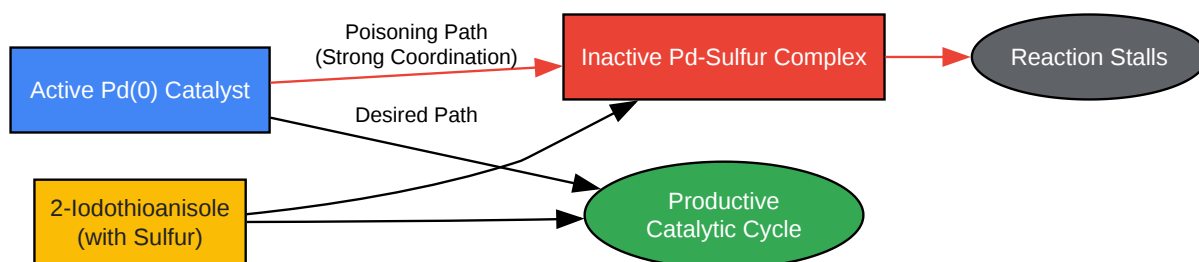 Poisoning Path
(Strong Coordination)
Active Pd(0) Catalyst
Inactive Pd-Sulfur Complex
Reaction Stalls
Desired Path
2-Iodothioanisole
(with Sulfur)
Productive
Catalytic Cycle